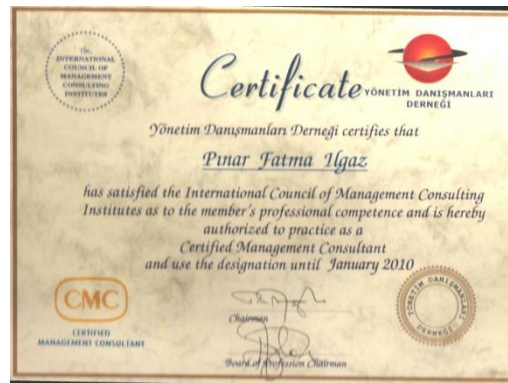 The
INTERNATIONAL
COUNCIL OF
MANAGEMENT
CONSULTING
INSTITUTES
Certificate
YÖNETİM DANIŞMANLARI
DERNEĞİ
Yönetim Danışmanları Derneği certifies that
Pınar Fatma Ilgaz
has satisfied the International Council of Management Consulting
Institutes as to the member's professional competence and is hereby
authorized to practice as a
Certified Management Consultant
and use the designation until January 2010
CMC
CERTIFIED
MANAGEMENT CONSULTANT
Chairman
Board of Profession Chairman
YÖNETİM DANIŞMANLARI
DERNEĞİ